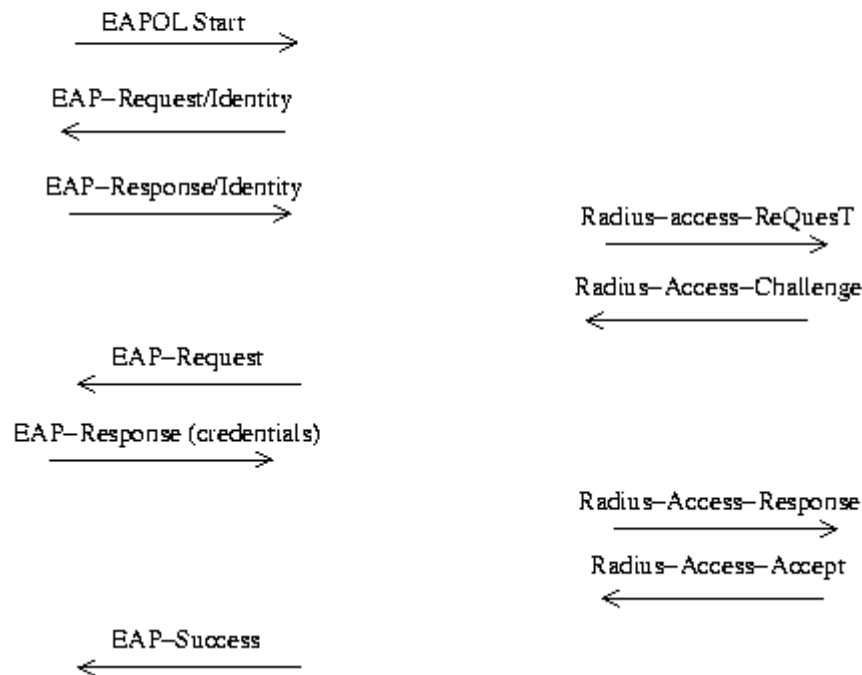 EAPOL Start
EAP–Request/Identity
EAP–Response/Identity
Radius–access–ReQuesT
Radius–Access–Challenge
EAP–Request
EAP–Response (credentials)
Radius–Access–Response
Radius–Access–Accept
EAP–Success